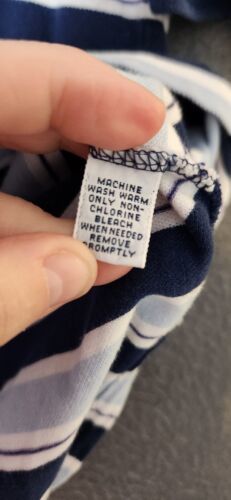 MACHINE
WASH WARM
ONLY NON-
CHLORINE
BLEACH
WHEN NEEDED
REMOVE
PROMPTLY